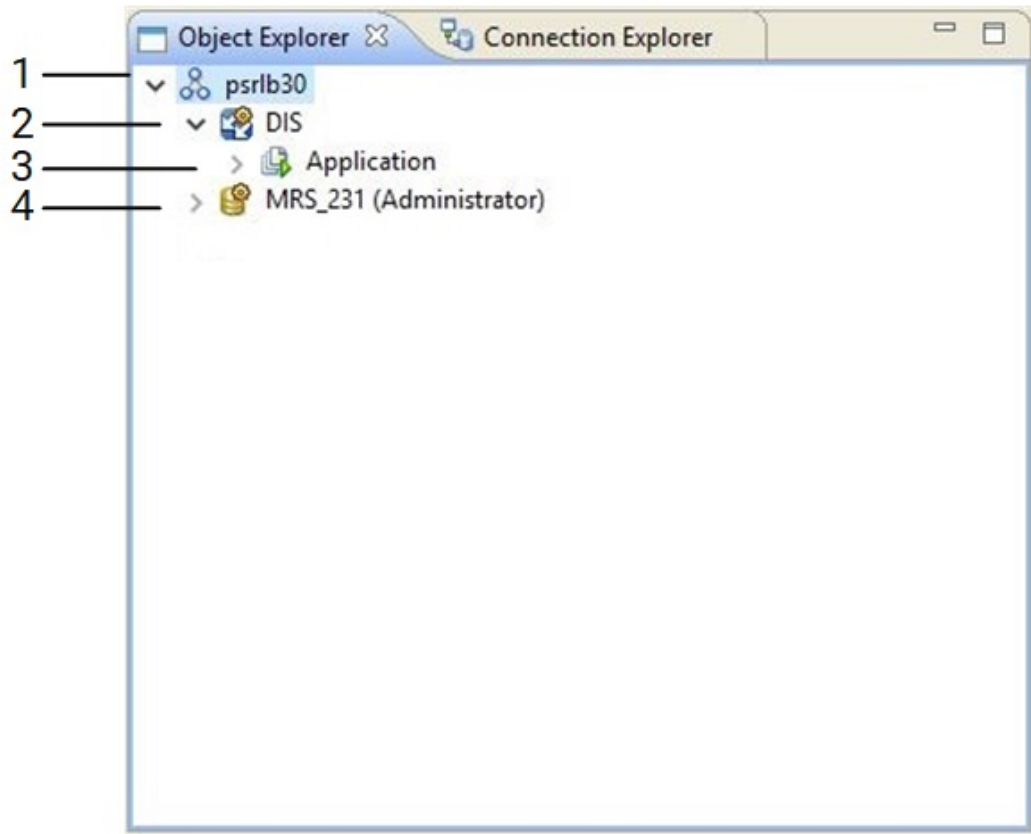 Object Explorer Connection Explorer
1 psrlb30
2 DIS
3 Application
4 MRS_231 (Administrator)